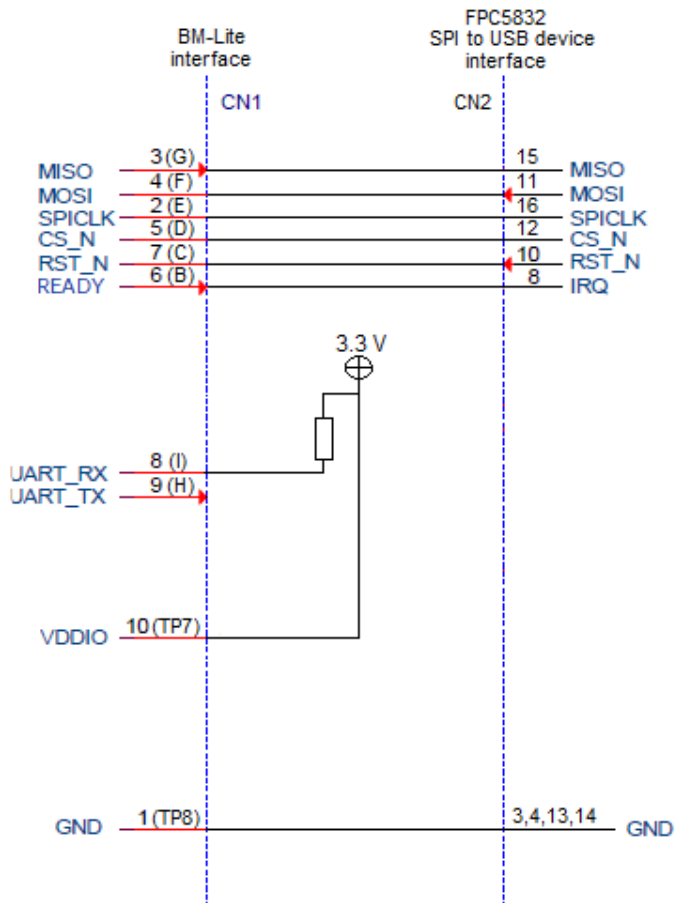 BM-Lite
interface
FPC5832
SPI to USB device
interface
CN1
CN2
MISO 3 (G) 15 MISO
MOSI 4 (F) 11 MOSI
SPICLK 2 (E) 16 SPICLK
CS_N 5 (D) 12 CS_N
RST_N 7 (C) 10 RST_N
READY 6 (B) 8 IRQ
3.3 V
UART_RX 8 (I)
UART_TX 9 (H)
VDDIO 10 (TP7)
GND 1 (TP8) 3,4,13,14 GND